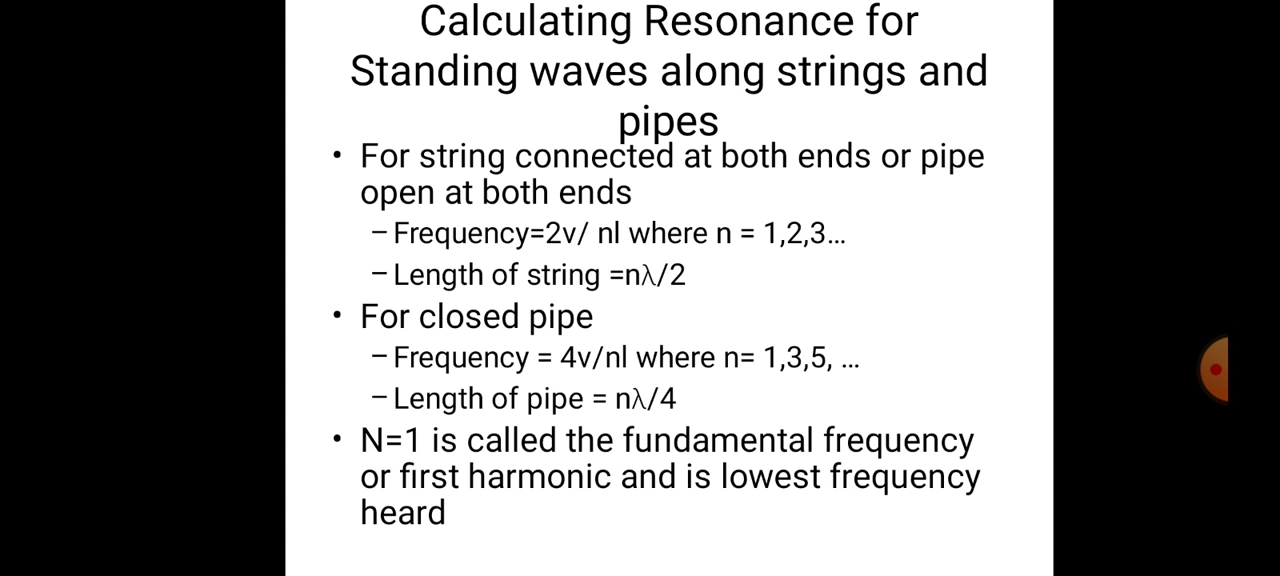 Calculating Resonance for
Standing waves along strings and
pipes
• For string connected at both ends or pipe
open at both ends
– Frequency=2v/ nl where n = 1,2,3…
– Length of string =nλ/2
• For closed pipe
– Frequency = 4v/nl where n= 1,3,5, …
– Length of pipe = nλ/4
• N=1 is called the fundamental frequency
or first harmonic and is lowest frequency
heard